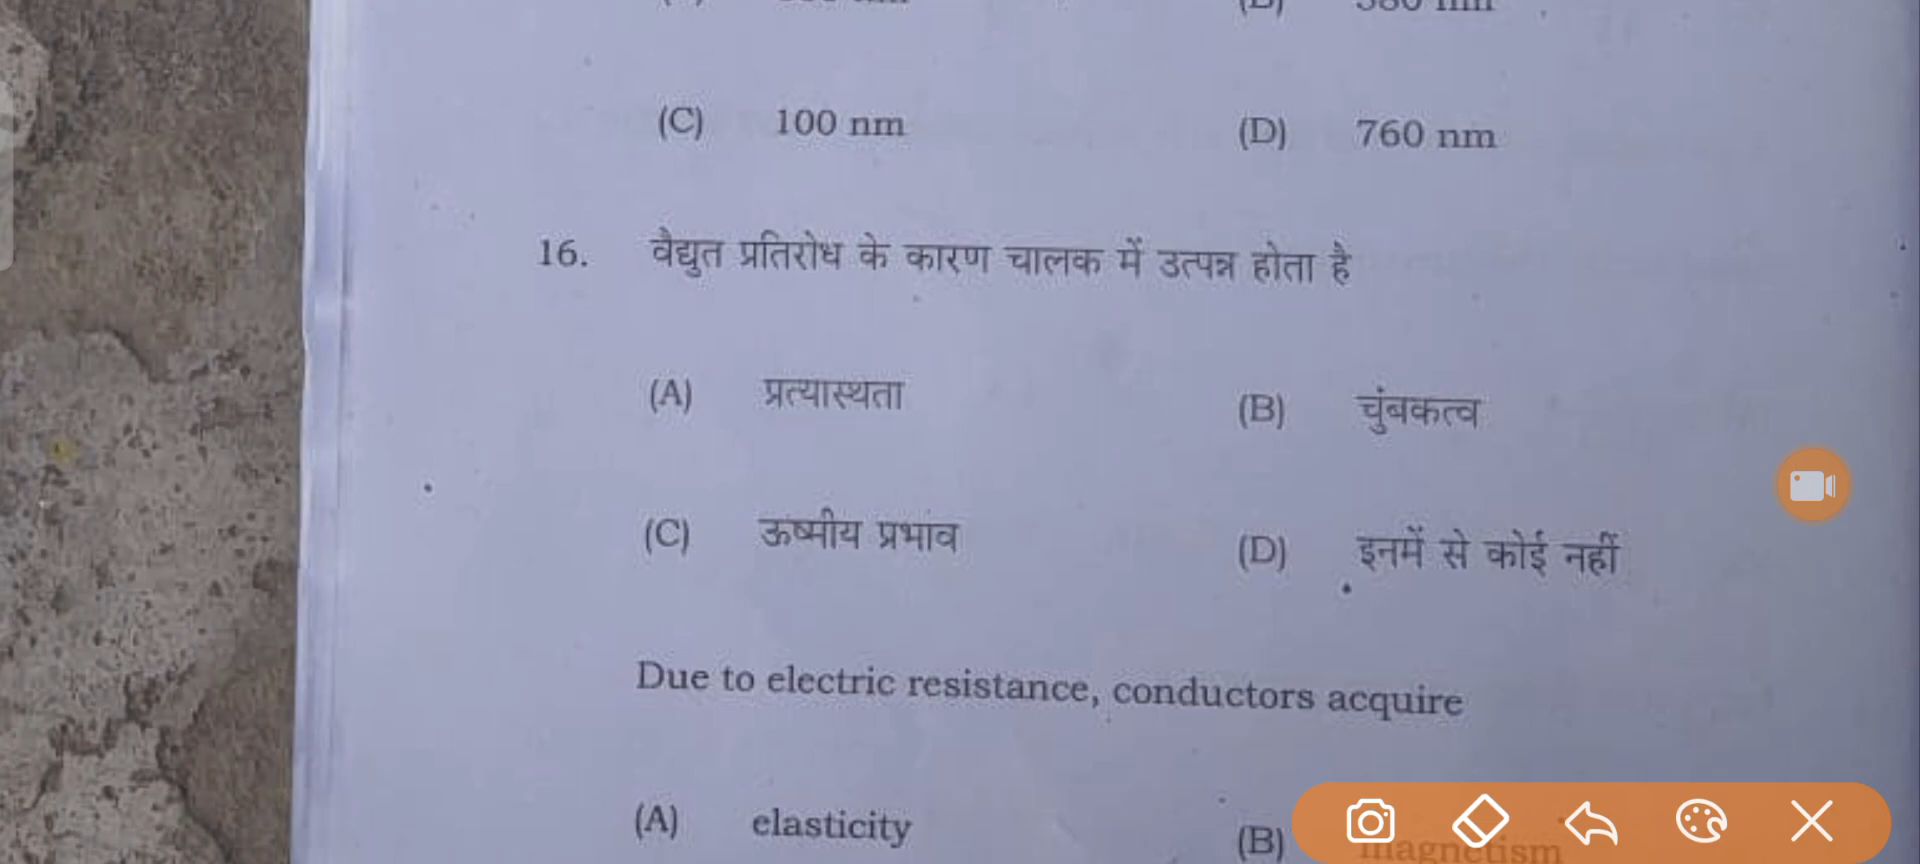 (C) 100 nm (D) 760 nm
16. वैद्युत प्रतिरोध के कारण चालक में उत्पन्न होता है
(A) प्रत्यास्थता (B) चुंबकत्व
(C) ऊष्मीय प्रभाव (D) इनमें से कोई नहीं
Due to electric resistance, conductors acquire
(A) elasticity (B) magnetism